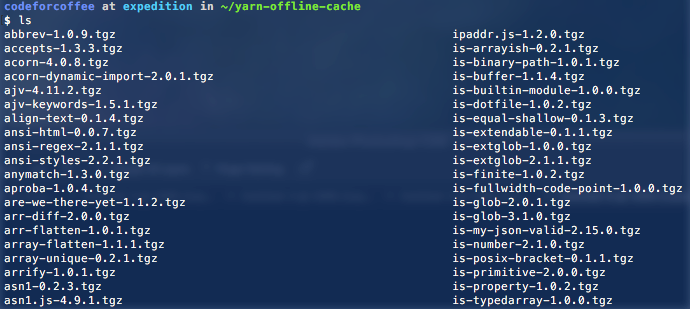 codeforcoffee at expedition in ~/yarn-offline-cache
$ ls
abbrev-1.0.9.tgz ipaddr.js-1.2.0.tgz
accepts-1.3.3.tgz is-arrayish-0.2.1.tgz
acorn-4.0.8.tgz is-binary-path-1.0.1.tgz
acorn-dynamic-import-2.0.1.tgz is-buffer-1.1.4.tgz
ajv-4.11.2.tgz is-builtin-module-1.0.0.tgz
ajv-keywords-1.5.1.tgz is-dotfile-1.0.2.tgz
align-text-0.1.4.tgz is-equal-shallow-0.1.3.tgz
ansi-html-0.0.7.tgz is-extendable-0.1.1.tgz
ansi-regex-2.1.1.tgz is-extglob-1.0.0.tgz
ansi-styles-2.2.1.tgz is-extglob-2.1.1.tgz
anymatch-1.3.0.tgz is-finite-1.0.2.tgz
aproba-1.0.4.tgz is-fullwidth-code-point-1.0.0.tgz
are-we-there-yet-1.1.2.tgz is-glob-2.0.1.tgz
arr-diff-2.0.0.tgz is-glob-3.1.0.tgz
arr-flatten-1.0.1.tgz is-my-json-valid-2.15.0.tgz
array-flatten-1.1.1.tgz is-number-2.1.0.tgz
array-unique-0.2.1.tgz is-posix-bracket-0.1.1.tgz
arrify-1.0.1.tgz is-primitive-2.0.0.tgz
asn1-0.2.3.tgz is-property-1.0.2.tgz
asn1.js-4.9.1.tgz is-typedarray-1.0.0.tgz